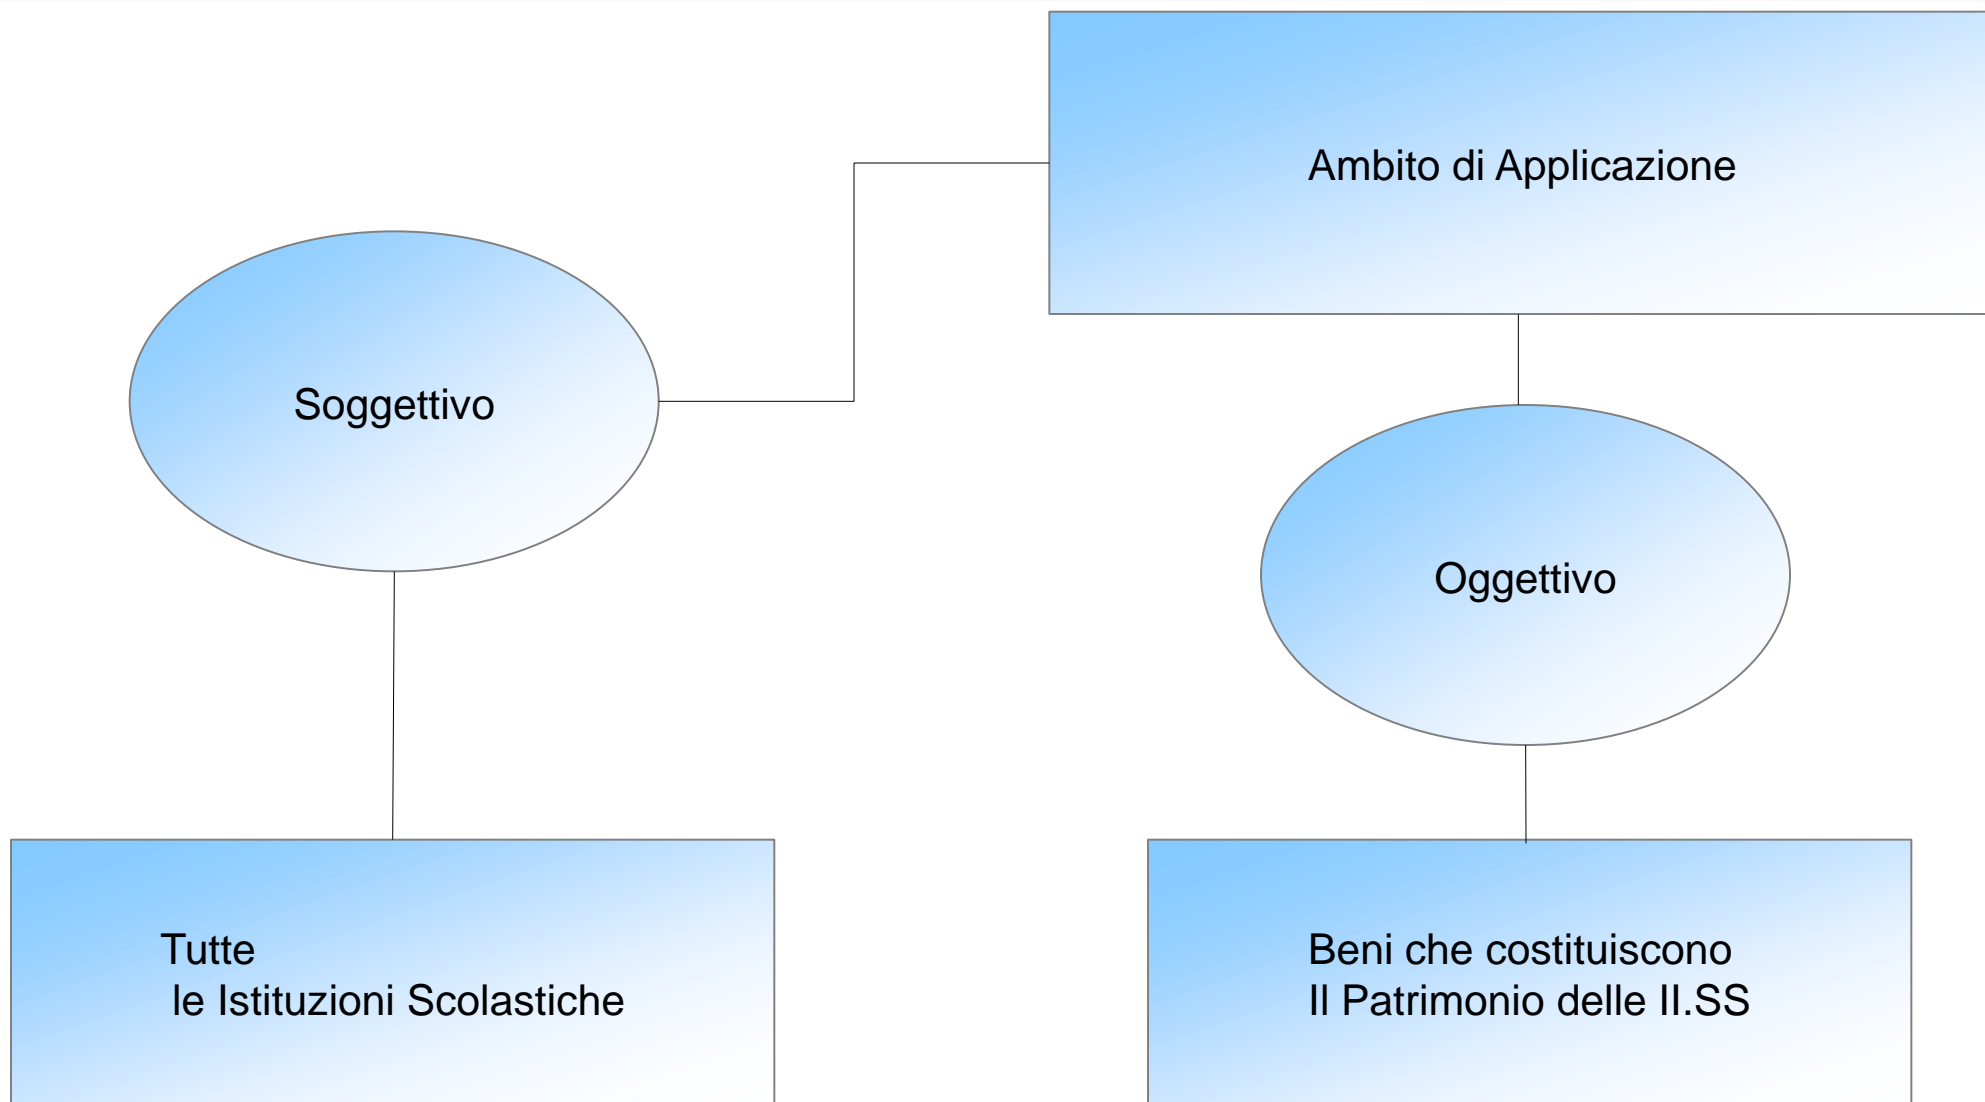 Ambito di Applicazione
Soggettivo
Oggettivo
Tutte
le Istituzioni Scolastiche
Beni che costituiscono
Il Patrimonio delle II.SS